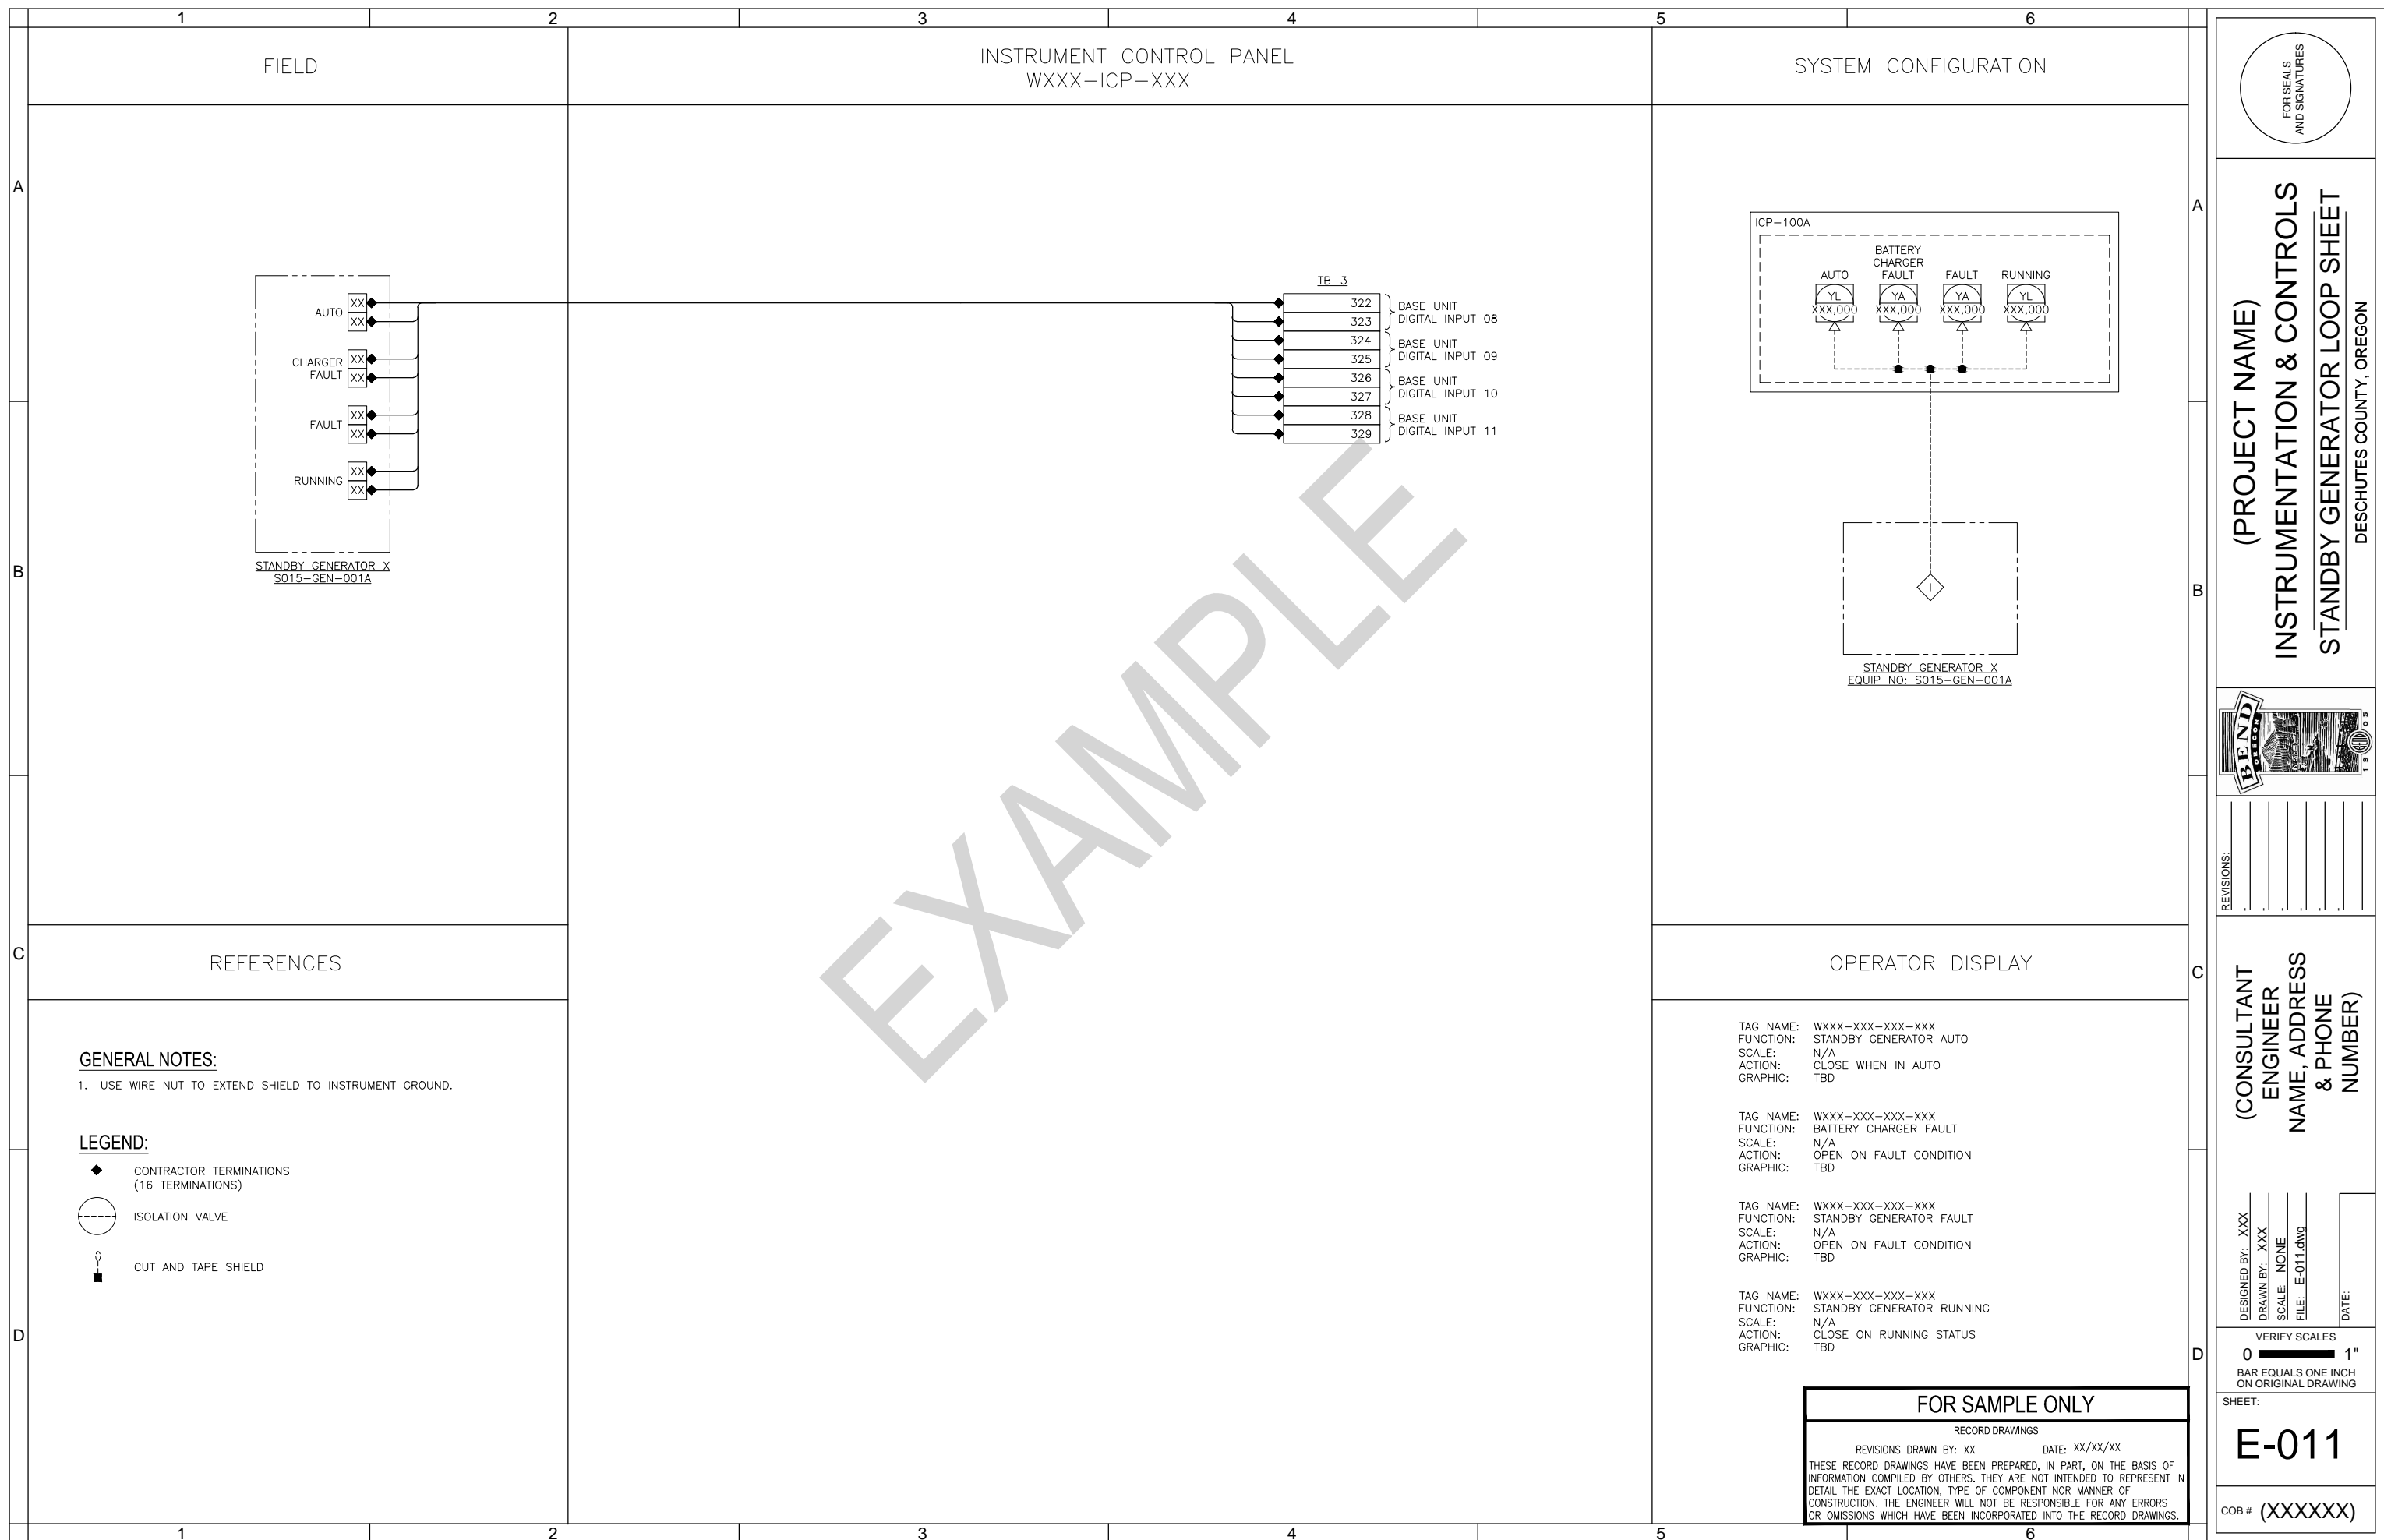 1 2 3 4 5 6
FIELD
INSTRUMENT CONTROL PANEL
WXXX-ICP-XXX
SYSTEM CONFIGURATION
A
B
C
D
AUTO
XX
XX
CHARGER
FAULT
XX
XX
FAULT
XX
XX
RUNNING
XX
XX
STANDBY GENERATOR X
S015-GEN-001A
TB-3
322
323
BASE UNIT
DIGITAL INPUT 08
324
325
BASE UNIT
DIGITAL INPUT 09
326
327
BASE UNIT
DIGITAL INPUT 10
328
329
BASE UNIT
DIGITAL INPUT 11
EXAMPLE
ICP-100A
AUTO
YL
XXX,000
BATTERY
CHARGER
FAULT
YA
XXX,000
FAULT
YA
XXX,000
RUNNING
YL
XXX,000
I
STANDBY GENERATOR X
EQUIP NO: S015-GEN-001A
REFERENCES
GENERAL NOTES:
1. USE WIRE NUT TO EXTEND SHIELD TO INSTRUMENT GROUND.
LEGEND:
CONTRACTOR TERMINATIONS
(16 TERMINATIONS)
ISOLATION VALVE
CUT AND TAPE SHIELD
OPERATOR DISPLAY
TAG NAME: WXXX-XXX-XXX-XXX
FUNCTION: STANDBY GENERATOR AUTO
SCALE: N/A
ACTION: CLOSE WHEN IN AUTO
GRAPHIC: TBD
TAG NAME: WXXX-XXX-XXX-XXX
FUNCTION: BATTERY CHARGER FAULT
SCALE: N/A
ACTION: OPEN ON FAULT CONDITION
GRAPHIC: TBD
TAG NAME: WXXX-XXX-XXX-XXX
FUNCTION: STANDBY GENERATOR FAULT
SCALE: N/A
ACTION: OPEN ON FAULT CONDITION
GRAPHIC: TBD
TAG NAME: WXXX-XXX-XXX-XXX
FUNCTION: STANDBY GENERATOR RUNNING
SCALE: N/A
ACTION: CLOSE ON RUNNING STATUS
GRAPHIC: TBD
FOR SAMPLE ONLY
RECORD DRAWINGS
REVISIONS DRAWN BY: XX DATE: XX/XX/XX
THESE RECORD DRAWINGS HAVE BEEN PREPARED, IN PART, ON THE BASIS OF
INFORMATION COMPILED BY OTHERS. THEY ARE NOT INTENDED TO REPRESENT IN
DETAIL THE EXACT LOCATION, TYPE OF COMPONENT NOR MANNER OF
CONSTRUCTION. THE ENGINEER WILL NOT BE RESPONSIBLE FOR ANY ERRORS
OR OMISSIONS WHICH HAVE BEEN INCORPORATED INTO THE RECORD DRAWINGS.
A
B
C
D
1 2 3 4 5 6
FOR SEALS
AND SIGNATURES
(PROJECT NAME)
INSTRUMENTATION & CONTROLS
STANDBY GENERATOR LOOP SHEET
DESCHUTES COUNTY, OREGON
BEND
OREGON
1905
REVISIONS:
(CONSULTANT
ENGINEER
NAME, ADDRESS
& PHONE
NUMBER)
DESIGNED BY: XXX
DRAWN BY: XXX
SCALE: NONE
FILE: E-011.dwg
DATE:
VERIFY SCALES
0 1"
BAR EQUALS ONE INCH
ON ORIGINAL DRAWING
SHEET:
E-011
COB # (XXXXXX)